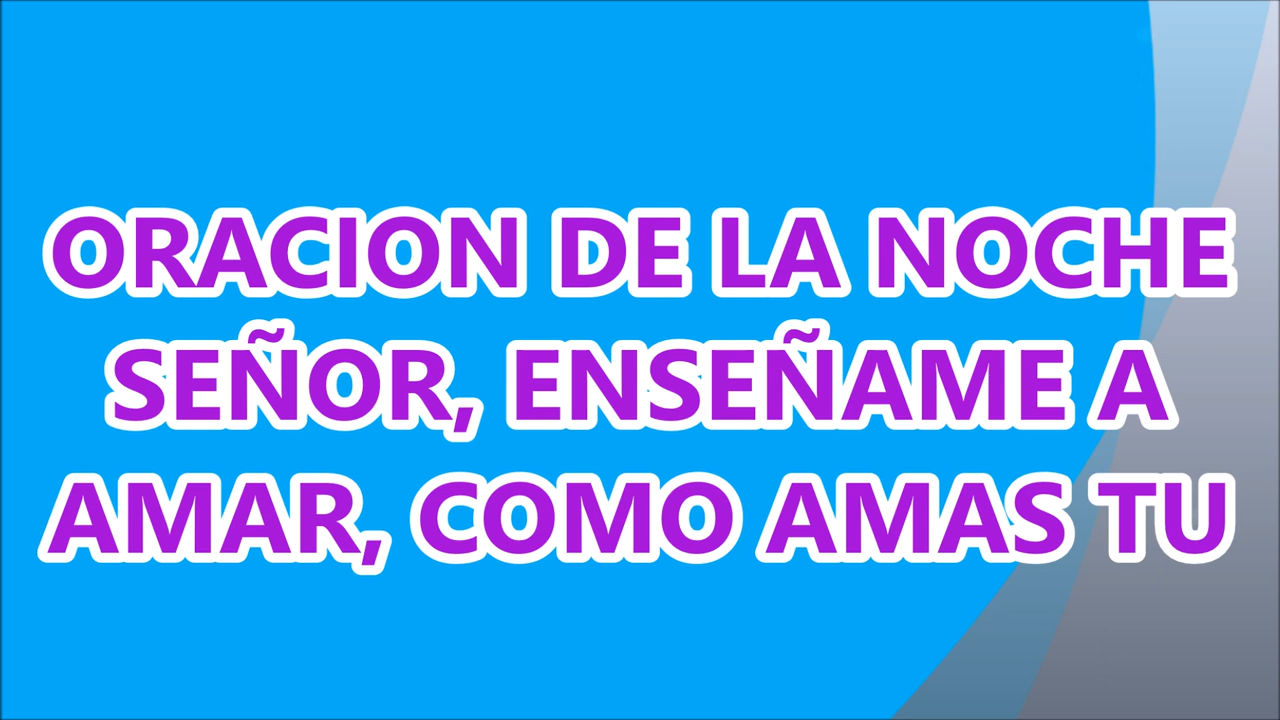 ORACION DE LA NOCHE
SEÑOR, ENSEÑAME A
AMAR, COMO AMAS TU